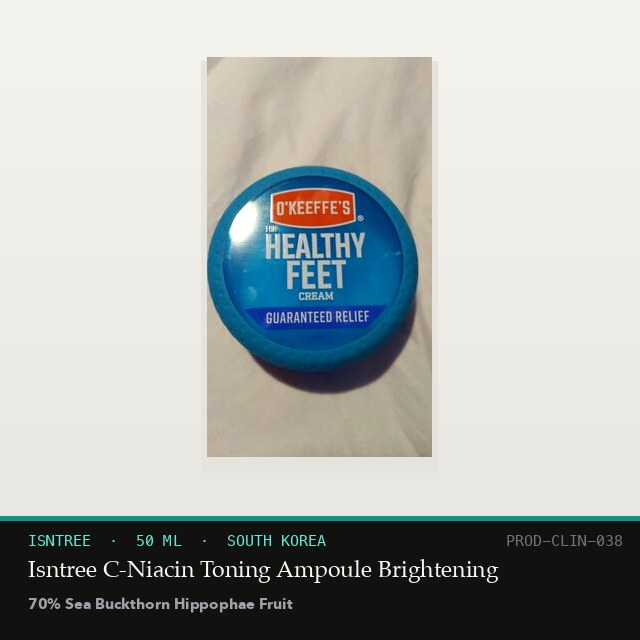 O'KEEFFE'S®
FOR
HEALTHY
FEET
CREAM
GUARANTEED RELIEF
ISNTREE · 50 ML · SOUTH KOREA
PROD–CLIN–038
Isntree C-Niacin Toning Ampoule Brightening
70% Sea Buckthorn Hippophae Fruit